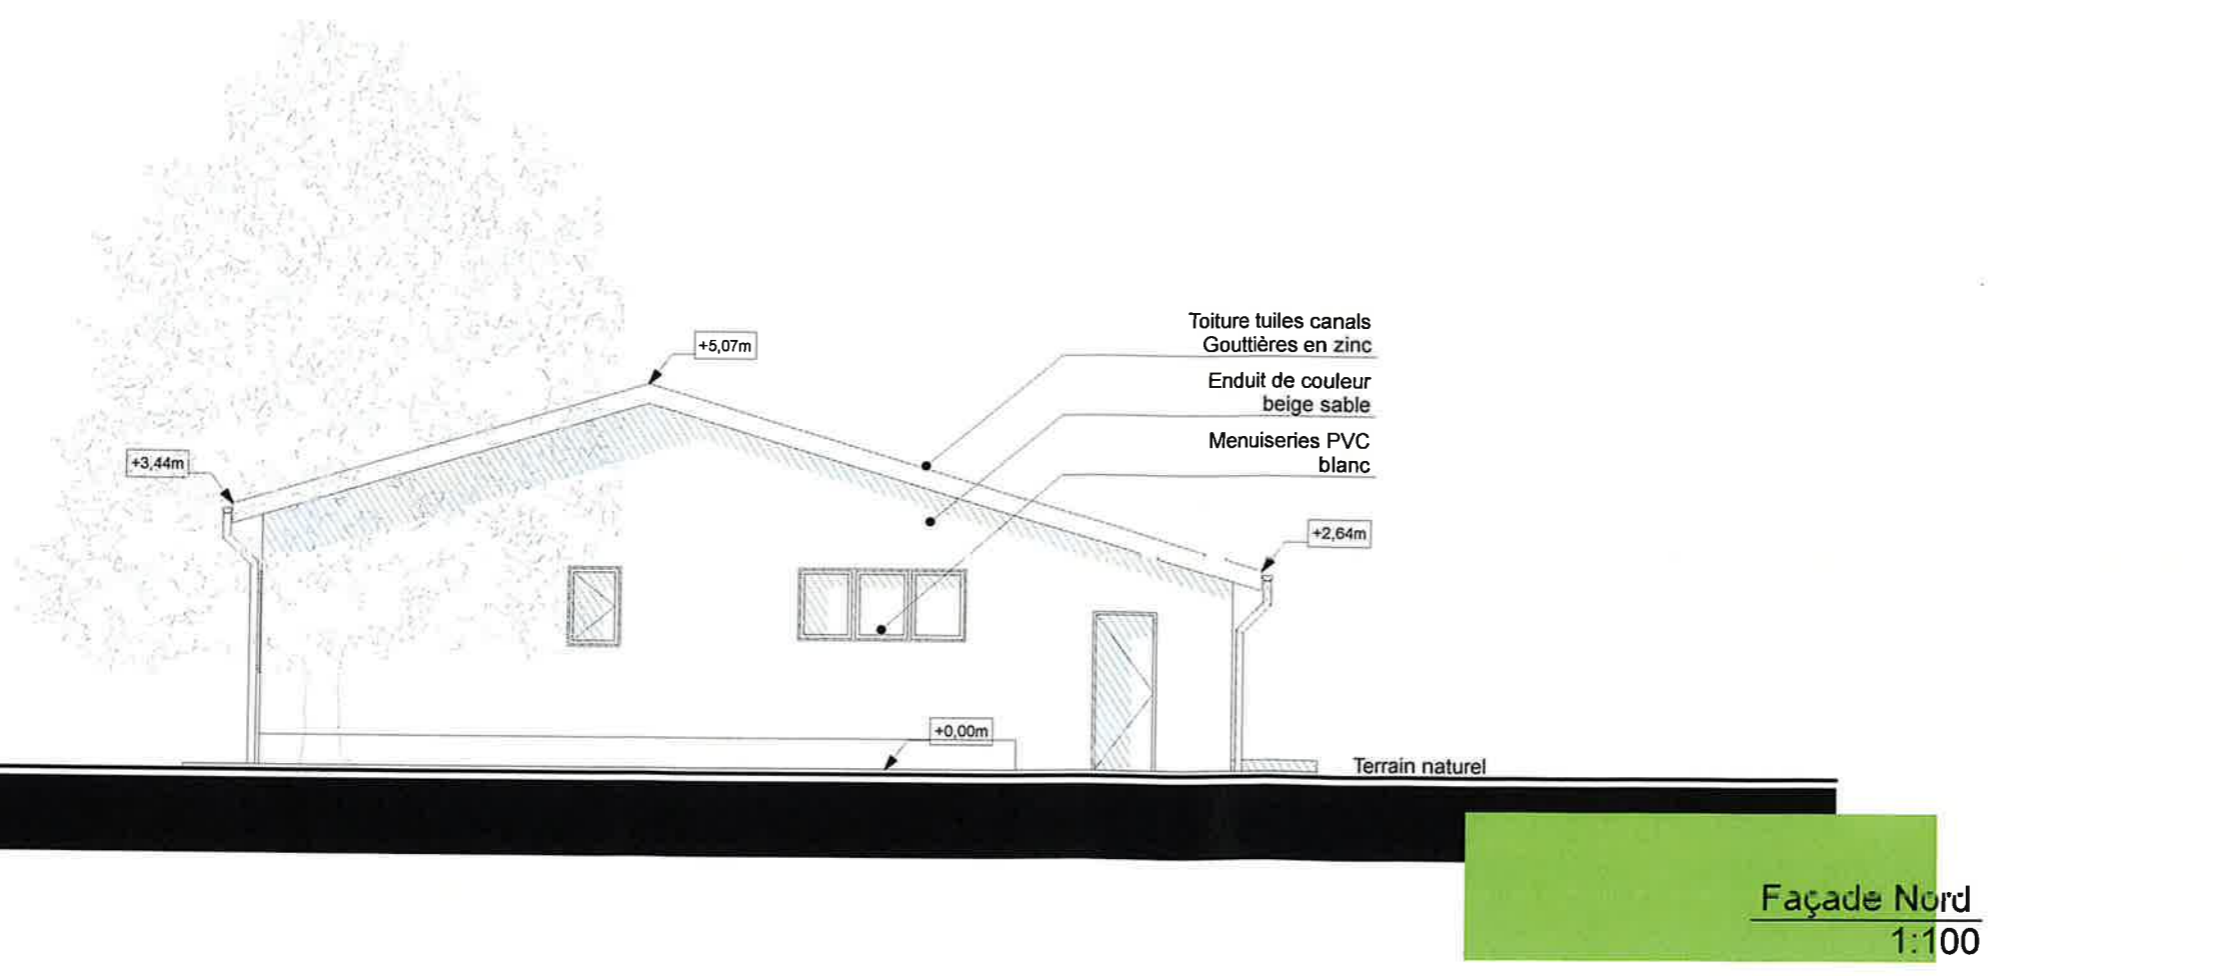 Toiture tuiles canals
Gouttières en zinc
+5,07m
Enduit de couleur
beige sable
Menuiseries PVC
blanc
+3,44m
+2,64m
+0,00m
Terrain naturel
Façade Nord
1:100